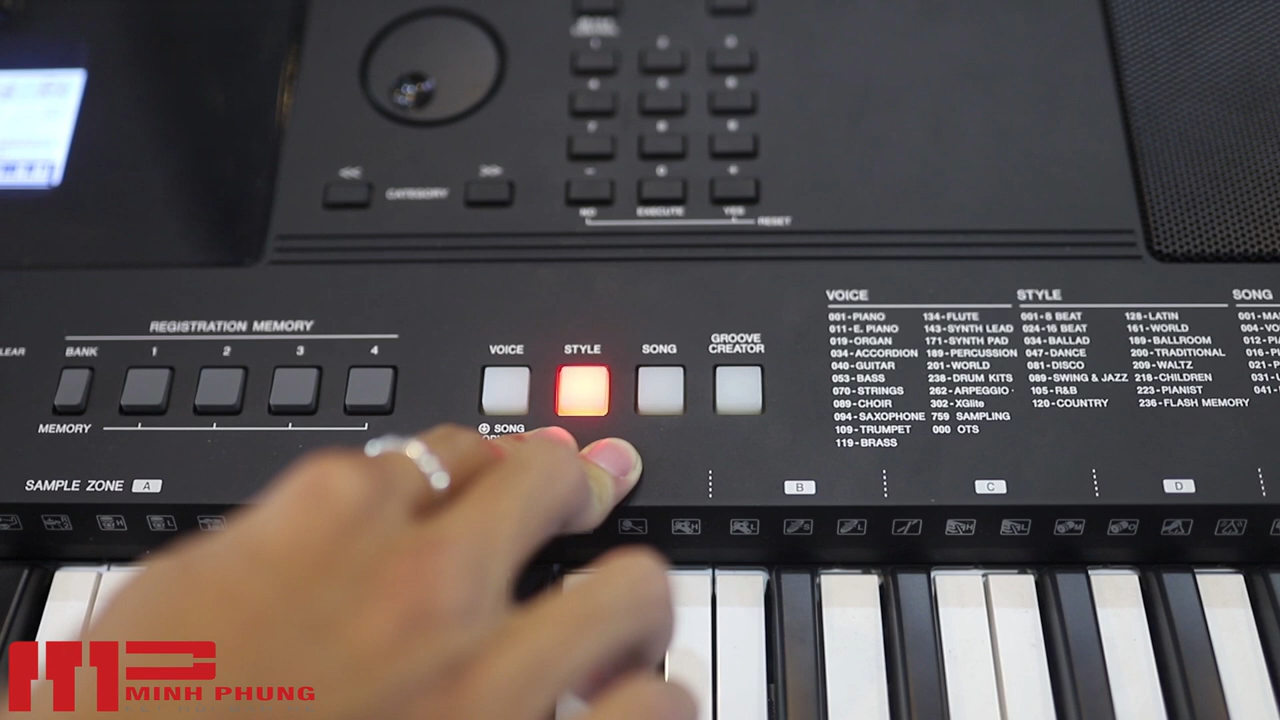 << CATEGORY >>
NO EXECUTE YES
RESET
REGISTRATION MEMORY
CLEAR BANK 1 2 3 4
MEMORY
VOICE STYLE SONG GROOVE CREATOR
SONG
SAMPLE ZONE A B C D
VOICE
001-PIANO
011-E. PIANO
019-ORGAN
034-ACCORDION
040-GUITAR
053-BASS
070-STRINGS
089-CHOIR
094-SAXOPHONE
109-TRUMPET
119-BRASS
134-FLUTE
143-SYNTH LEAD
171-SYNTH PAD
189-PERCUSSION
201-WORLD
238-DRUM KITS
262-ARPEGGIO
302-XGlite
759 SAMPLING
000 OTS
STYLE
001-8 BEAT
024-16 BEAT
034-BALLAD
047-DANCE
081-DISCO
089-SWING & JAZZ
105-R&B
120-COUNTRY
128-LATIN
161-WORLD
189-BALLROOM
200-TRADITIONAL
209-WALTZ
218-CHILDREN
223-PIANIST
236-FLASH MEMORY
SONG
MP
MINH PHUNG